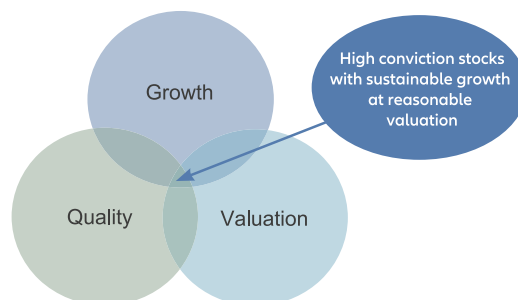 Growth
High conviction stocks
with sustainable growth
at reasonable
valuation
Quality
Valuation